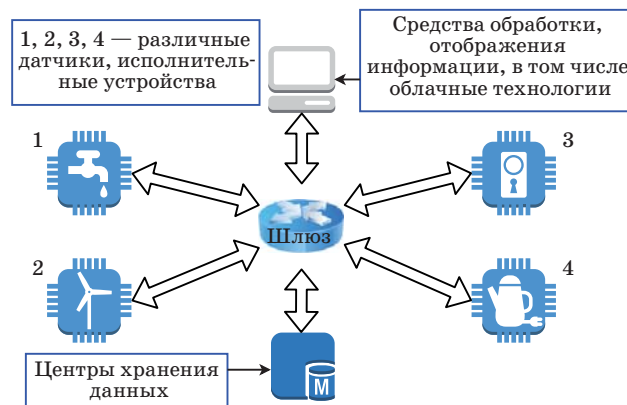 1, 2, 3, 4 — различные
датчики, исполнитель-
ные устройства
Средства обработки,
отображения
информации, в том числе
облачные технологии
1
3
Шлюз
2
4
Центры хранения
данных
M